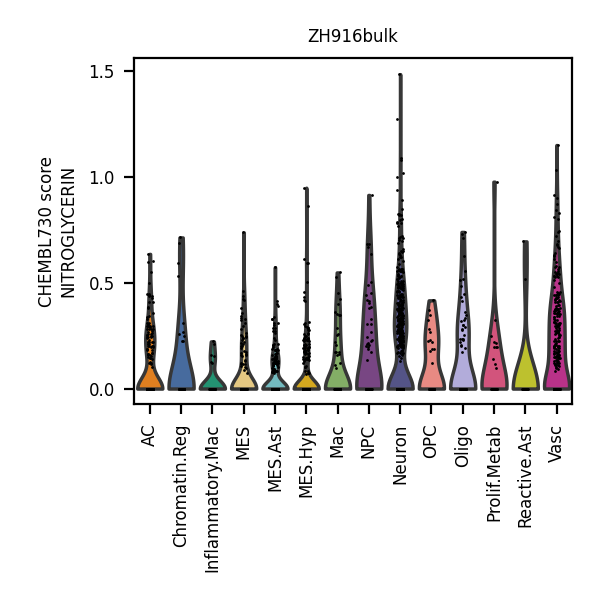 ZH916bulk
CHEMBL730 score
NITROGLYCERIN
1.5
1.0
0.5
0.0
AC
Chromatin.Reg
Inflammatory.Mac
MES
MES.Ast
MES.Hyp
Mac
NPC
Neuron
OPC
Oligo
Prolif.Metab
Reactive.Ast
Vasc